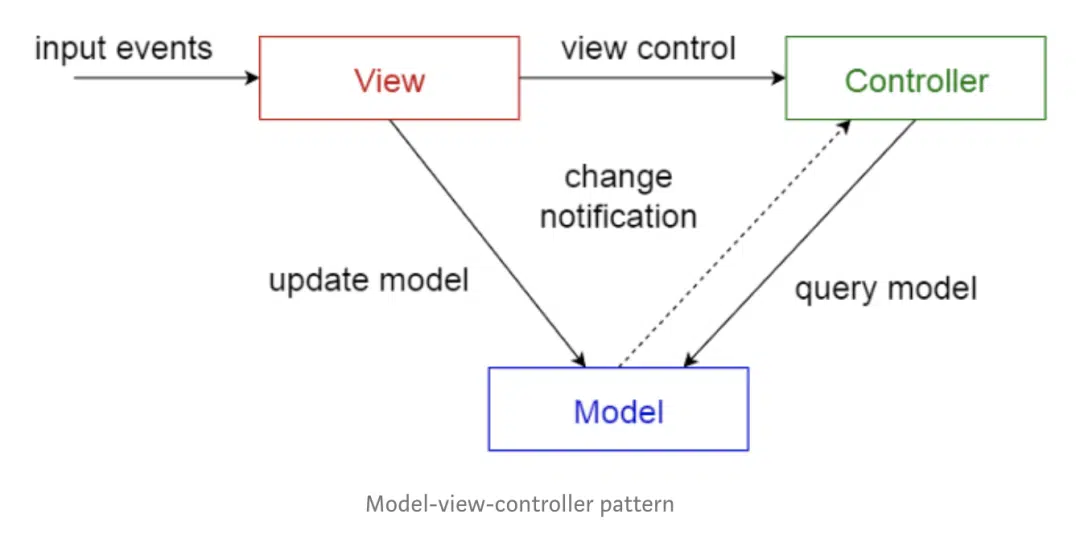 input events
View
view control
Controller
change
notification
update model
query model
Model
Model-view-controller pattern